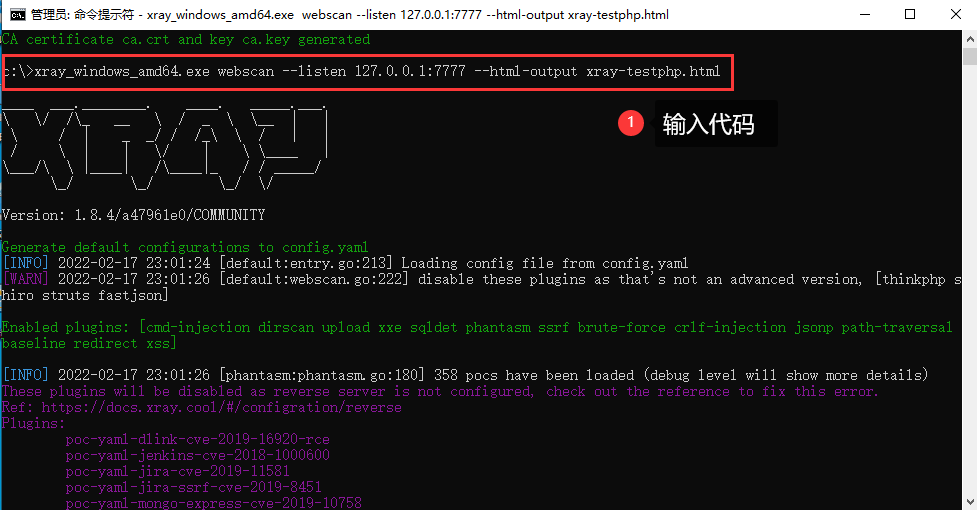 管理员: 命令提示符 - xray_windows_amd64.exe  webscan --listen 127.0.0.1:7777 --html-output xray-testphp.html
CA certificate ca.crt and key ca.key generated
c:\>xray_windows_amd64.exe webscan --listen 127.0.0.1:7777 --html-output xray-testphp.html
1 输入代码
XRAY
Version: 1.8.4/a47961e0/COMMUNITY
Generate default configurations to config.yaml
[INFO] 2022-02-17 23:01:24 [default:entry.go:213] Loading config file from config.yaml
[WARN] 2022-02-17 23:01:26 [default:webscan.go:222] disable these plugins as that's not an advanced version, [thinkphp s
hiro struts fastjson]
Enabled plugins: [cmd-injection dirscan upload xxe sqldet phantasm ssrf brute-force crlf-injection jsonp path-traversal
baseline redirect xss]
[INFO] 2022-02-17 23:01:26 [phantasm:phantasm.go:180] 358 pocs have been loaded (debug level will show more details)
These plugins will be disabled as reverse server is not configured, check out the reference to fix this error.
Ref: https://docs.xray.cool/#/configration/reverse
Plugins:
poc-yaml-dlink-cve-2019-16920-rce
poc-yaml-jenkins-cve-2018-1000600
poc-yaml-jira-cve-2019-11581
poc-yaml-jira-ssrf-cve-2019-8451
poc-yaml-mongo-express-cve-2019-10758